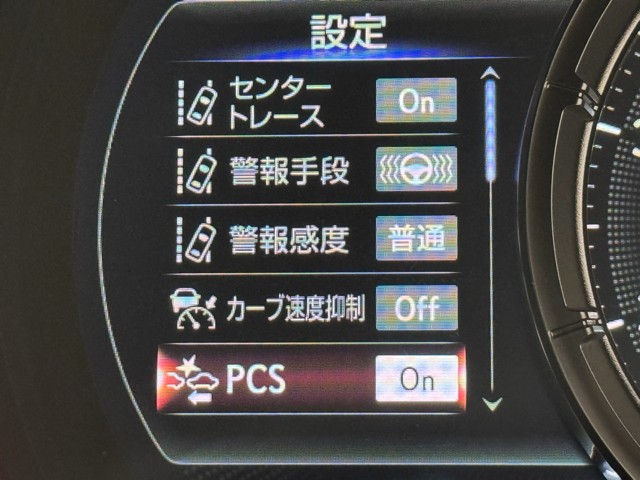 設定
センター
トレース
On
警報手段
警報感度
普通
カーブ速度抑制
Off
PCS
On